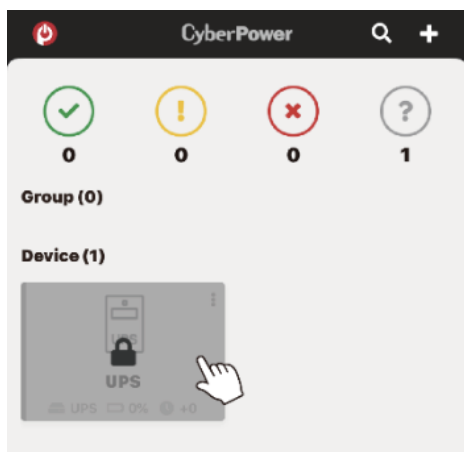 CyberPower
0 0 0 1
Group (0)
Device (1)
UPS
UPS
UPS 0% +0